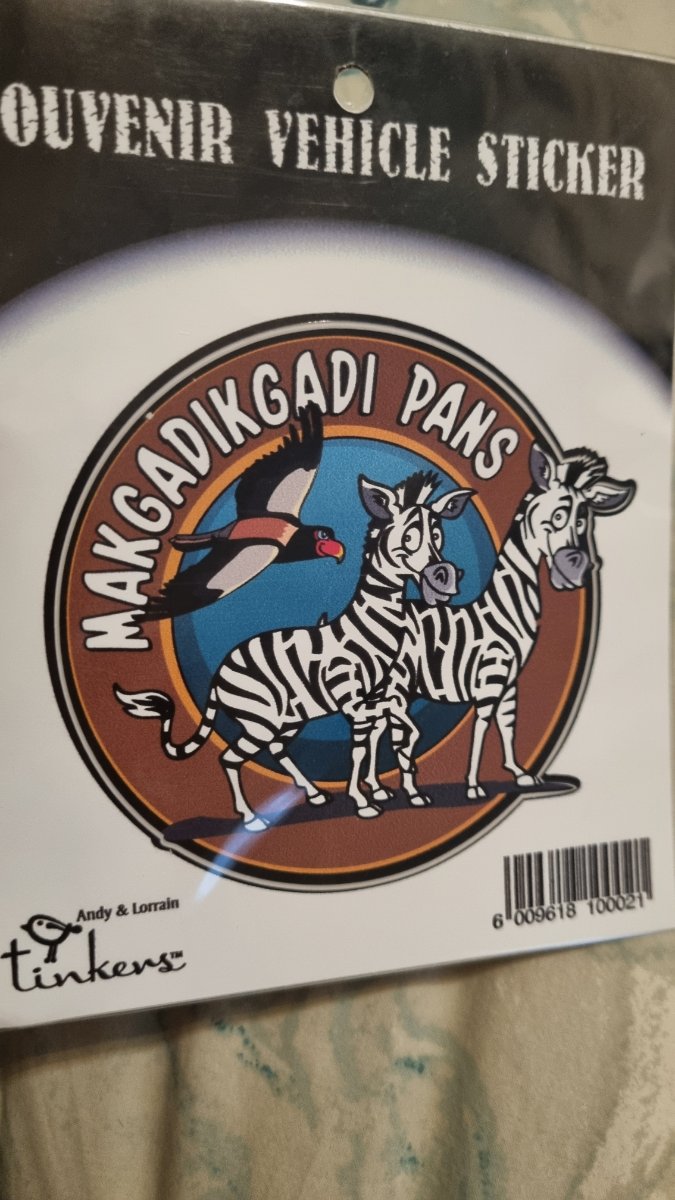 OUVENIR VEHICLE STICKER
MAKGADIKGADI PANS
Andy & Lorrain
tinkers™
6 009618 100021